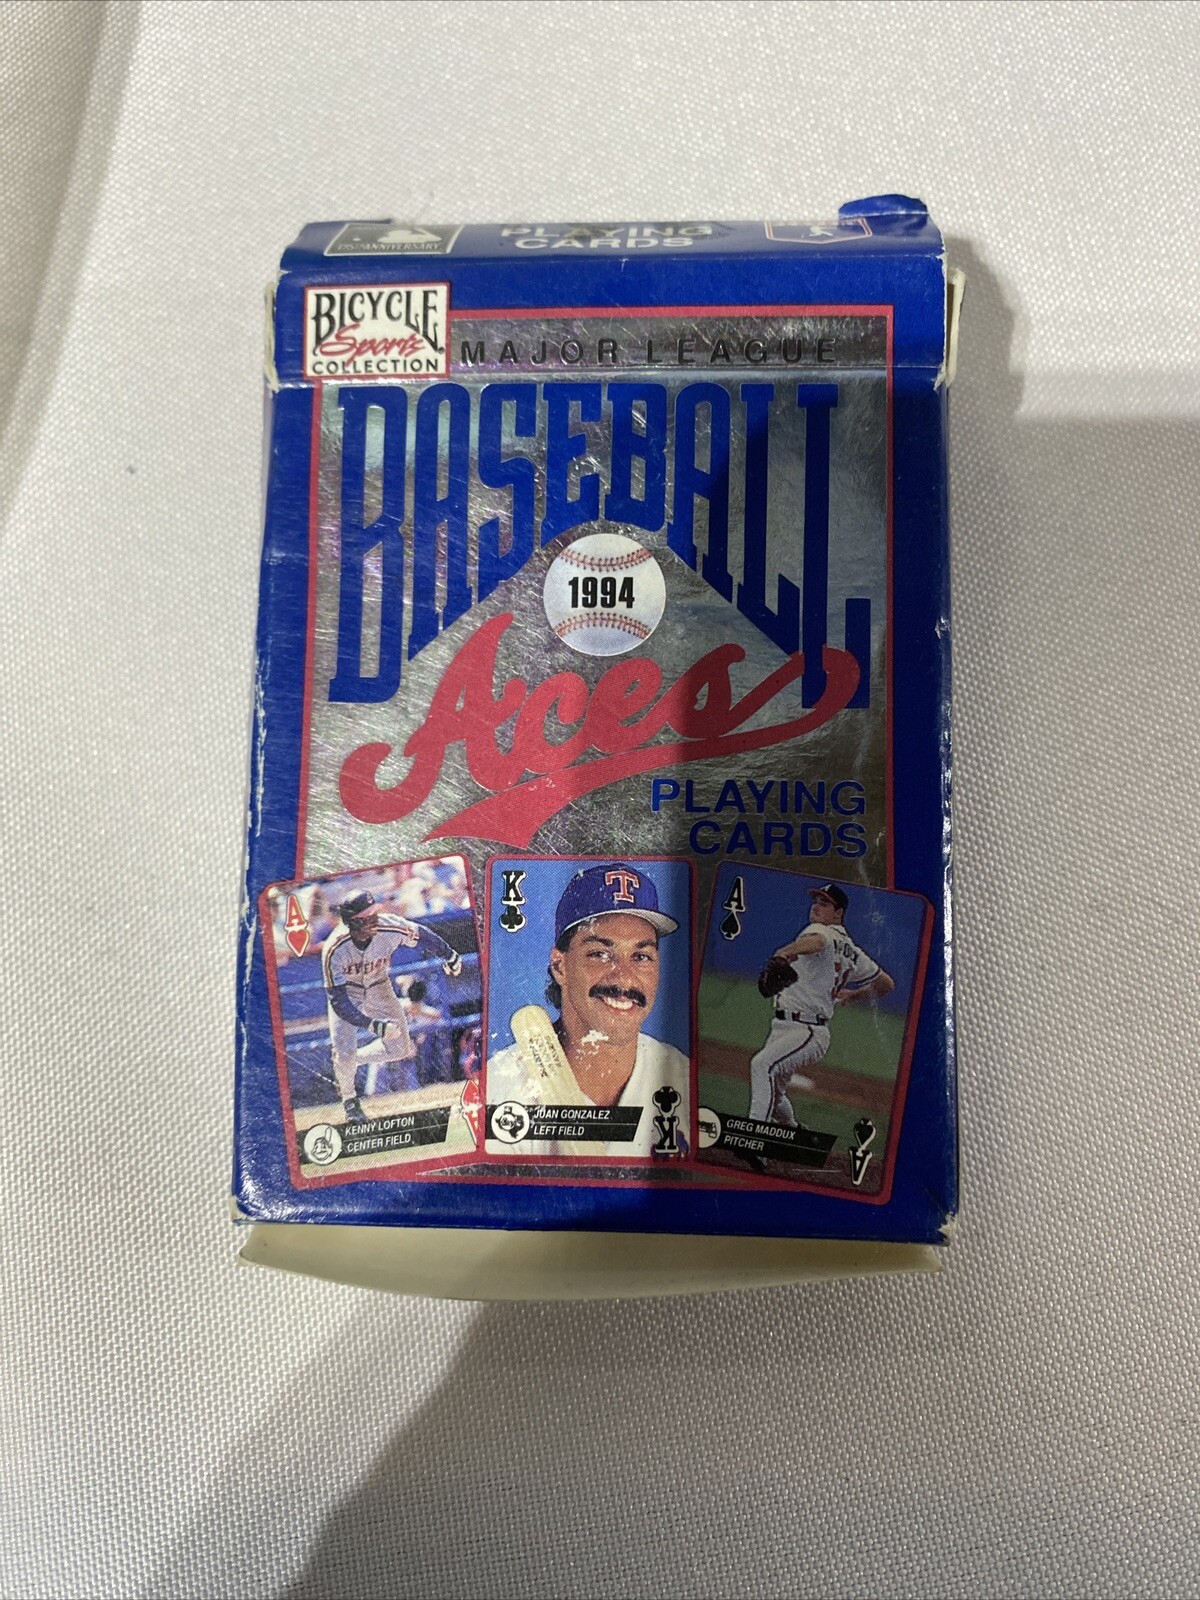 125TH ANNIVERSARY
PLAYING
CARDS
BICYCLE
Sports
COLLECTION
MAJOR LEAGUE
BASEBALL
1994
Aces
PLAYING
CARDS
A
KENNY LOFTON
CENTER FIELD
A
K
T
JUAN GONZALEZ
LEFT FIELD
K
A
GREG MADDUX
PITCHER
A